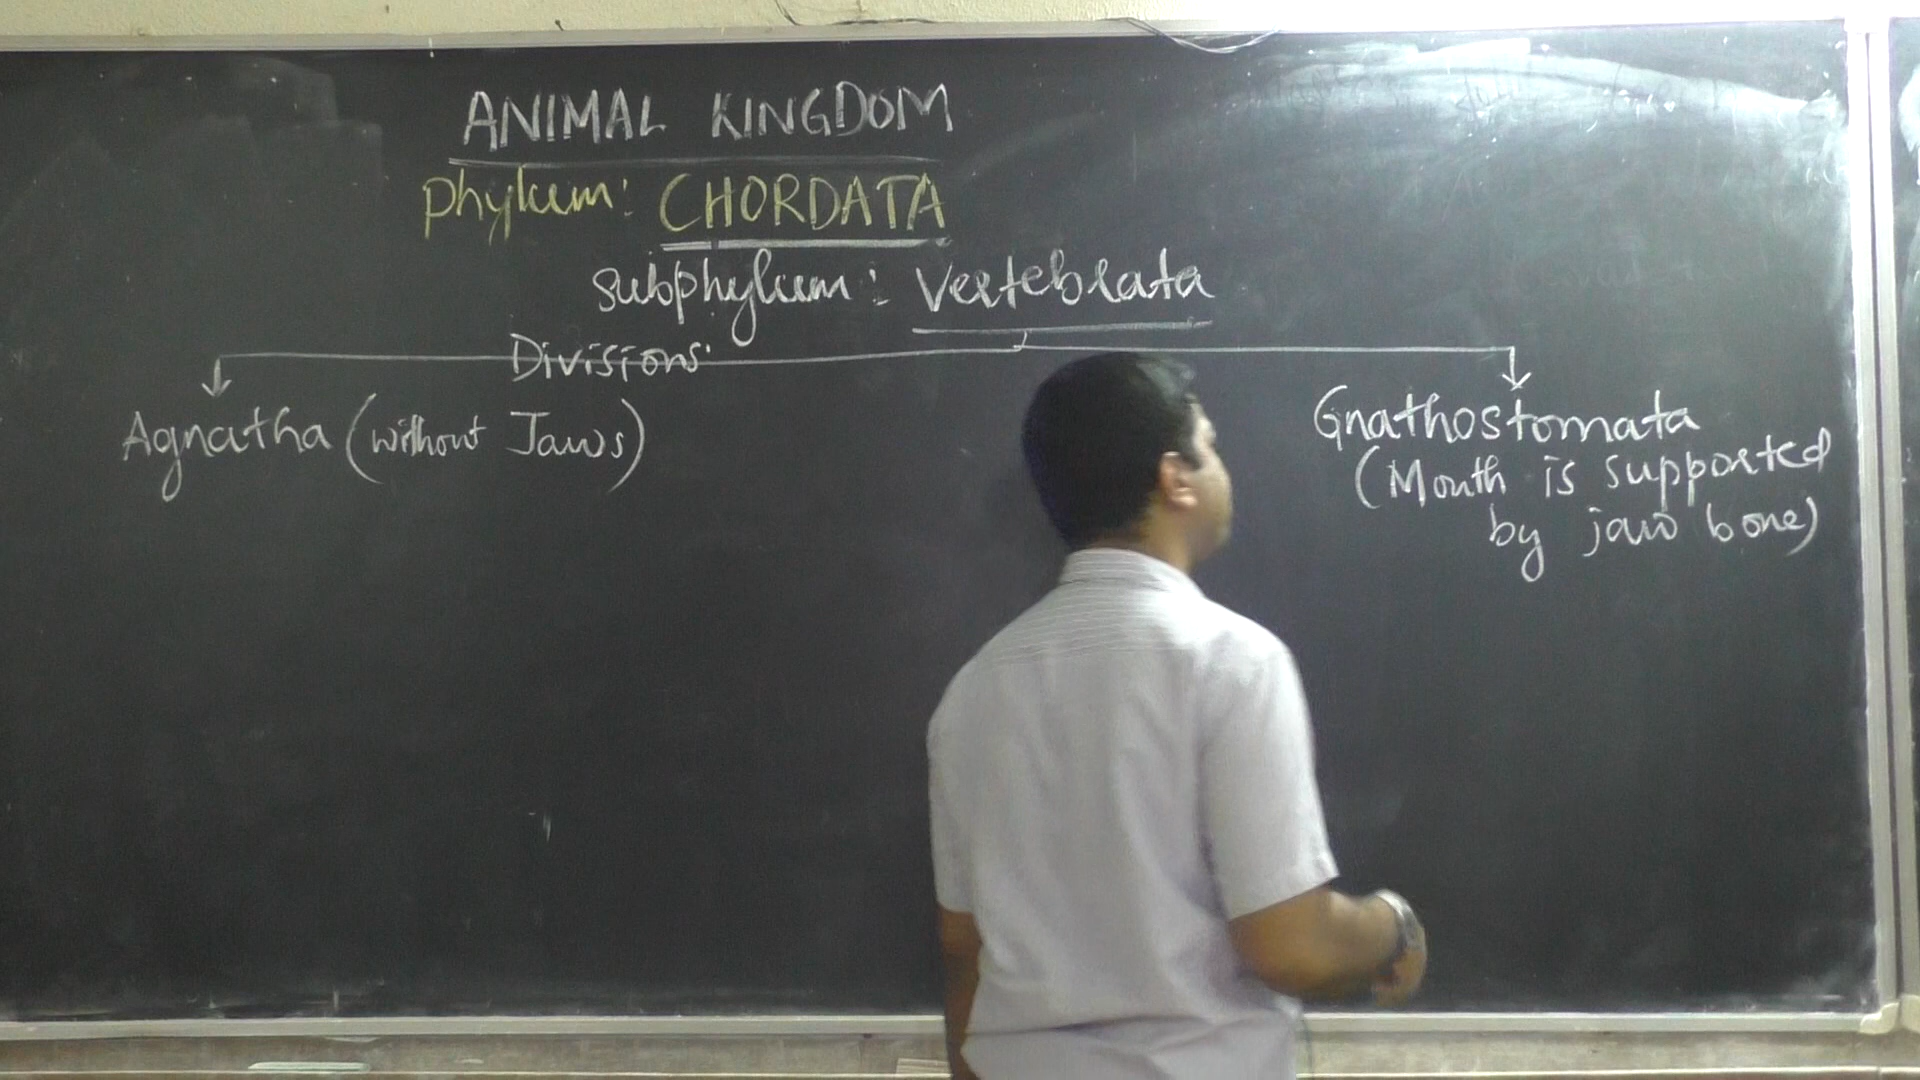 ANIMAL KINGDOM
Phylum: CHORDATA
Subphylum: Vertebrata
Divisions:
Agnatha (without Jaws)
Gnathostomata
(Mouth is supported
by jaw bone)